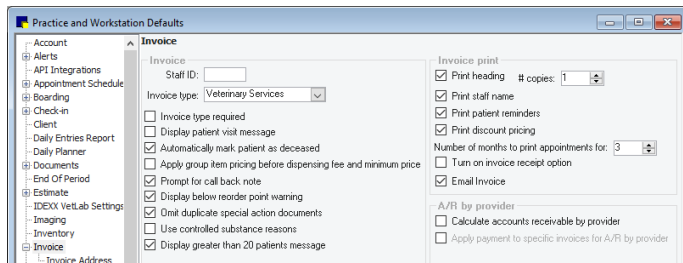 Practice and Workstation Defaults
Account
Alerts
API Integrations
Appointment Schedule
Boarding
Check-in
Client
Daily Entries Report
Daily Planner
Documents
End Of Period
Estimate
IDEXX VetLab Settings
Imaging
Inventory
Invoice
Invoice Address
Invoice
Invoice
Staff ID:
Invoice type: Veterinary Services
Invoice type required
Display patient visit message
Automatically mark patient as deceased
Apply group item pricing before dispensing fee and minimum price
Prompt for call back note
Display below reorder point warning
Omit duplicate special action documents
Use controlled substance reasons
Display greater than 20 patients message
Invoice print
Print heading # copies: 1
Print staff name
Print patient reminders
Print discount pricing
Number of months to print appointments for: 3
Turn on invoice receipt option
Email Invoice
A/R by provider
Calculate accounts receivable by provider
Apply payment to specific invoices for A/R by provider